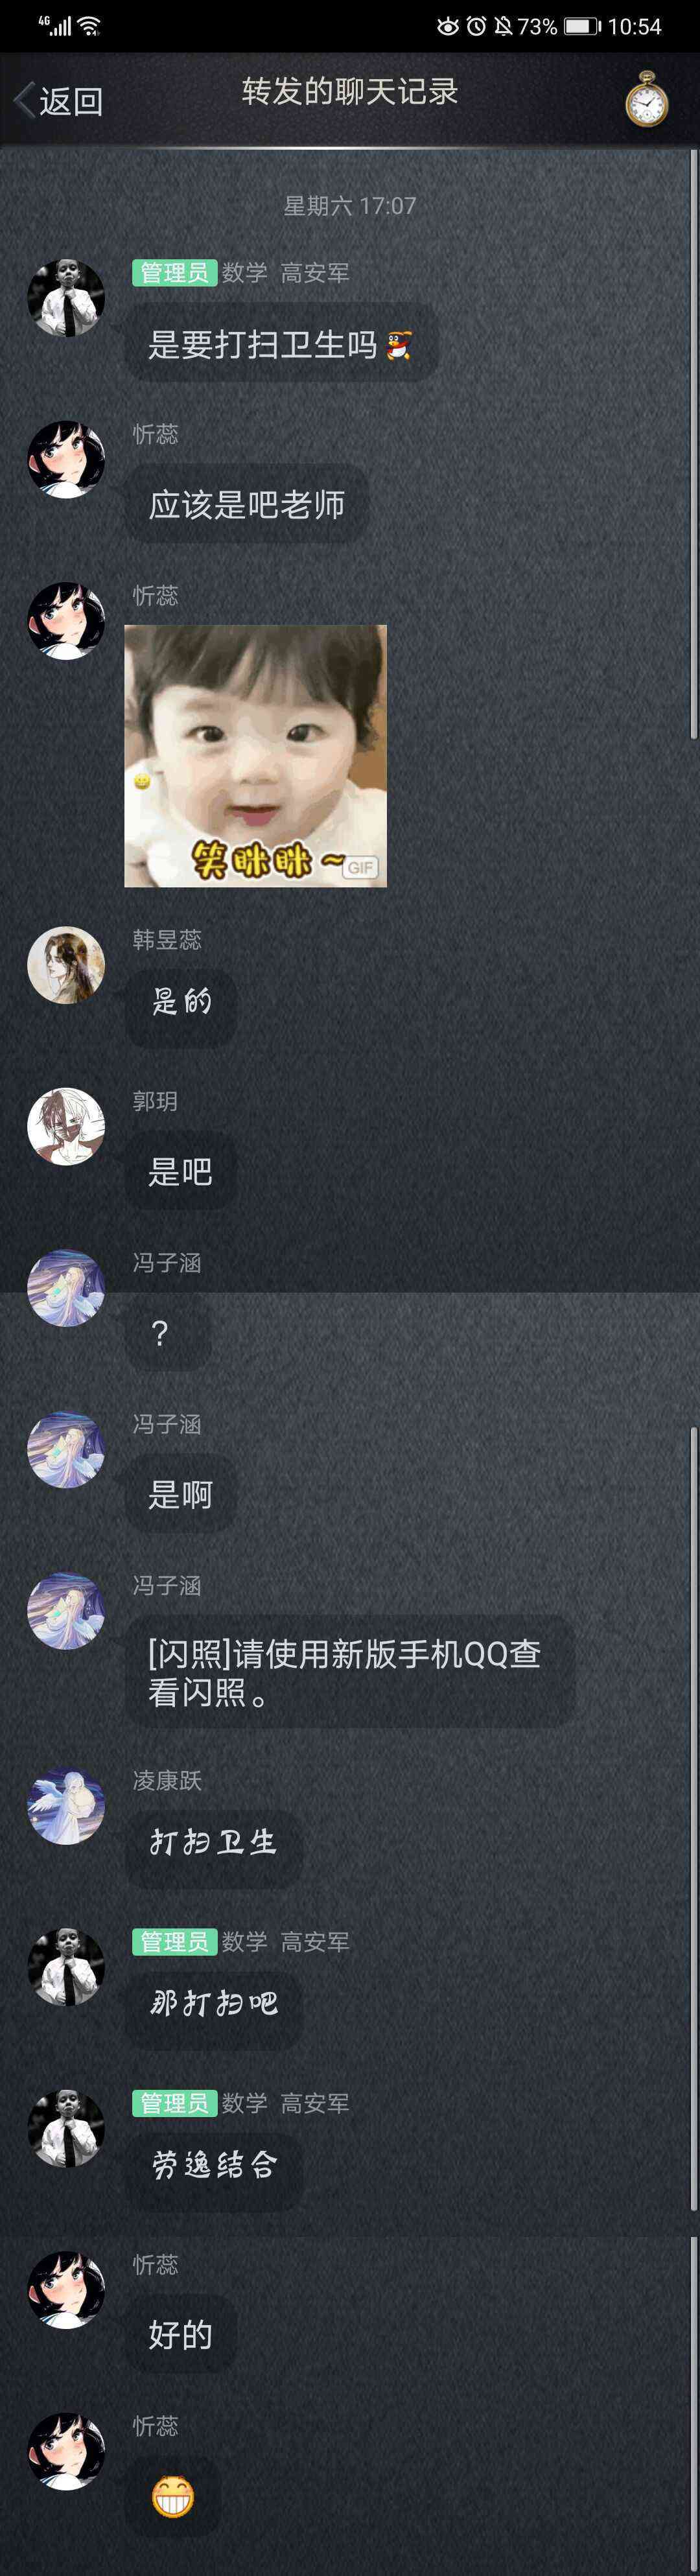 4G
73%
10:54
返回
转发的聊天记录
星期六 17:07
管理员 数学 高安军
是要打扫卫生吗
忻蕊
应该是吧老师
忻蕊
笑眯眯~
GIF
韩昱蕊
是的
郭玥
是吧
冯子涵
?
冯子涵
是啊
冯子涵
[闪照]请使用新版手机QQ查
看闪照。
凌康跃
打扫卫生
管理员 数学 高安军
那打扫吧
管理员 数学 高安军
劳逸结合
忻蕊
好的
忻蕊